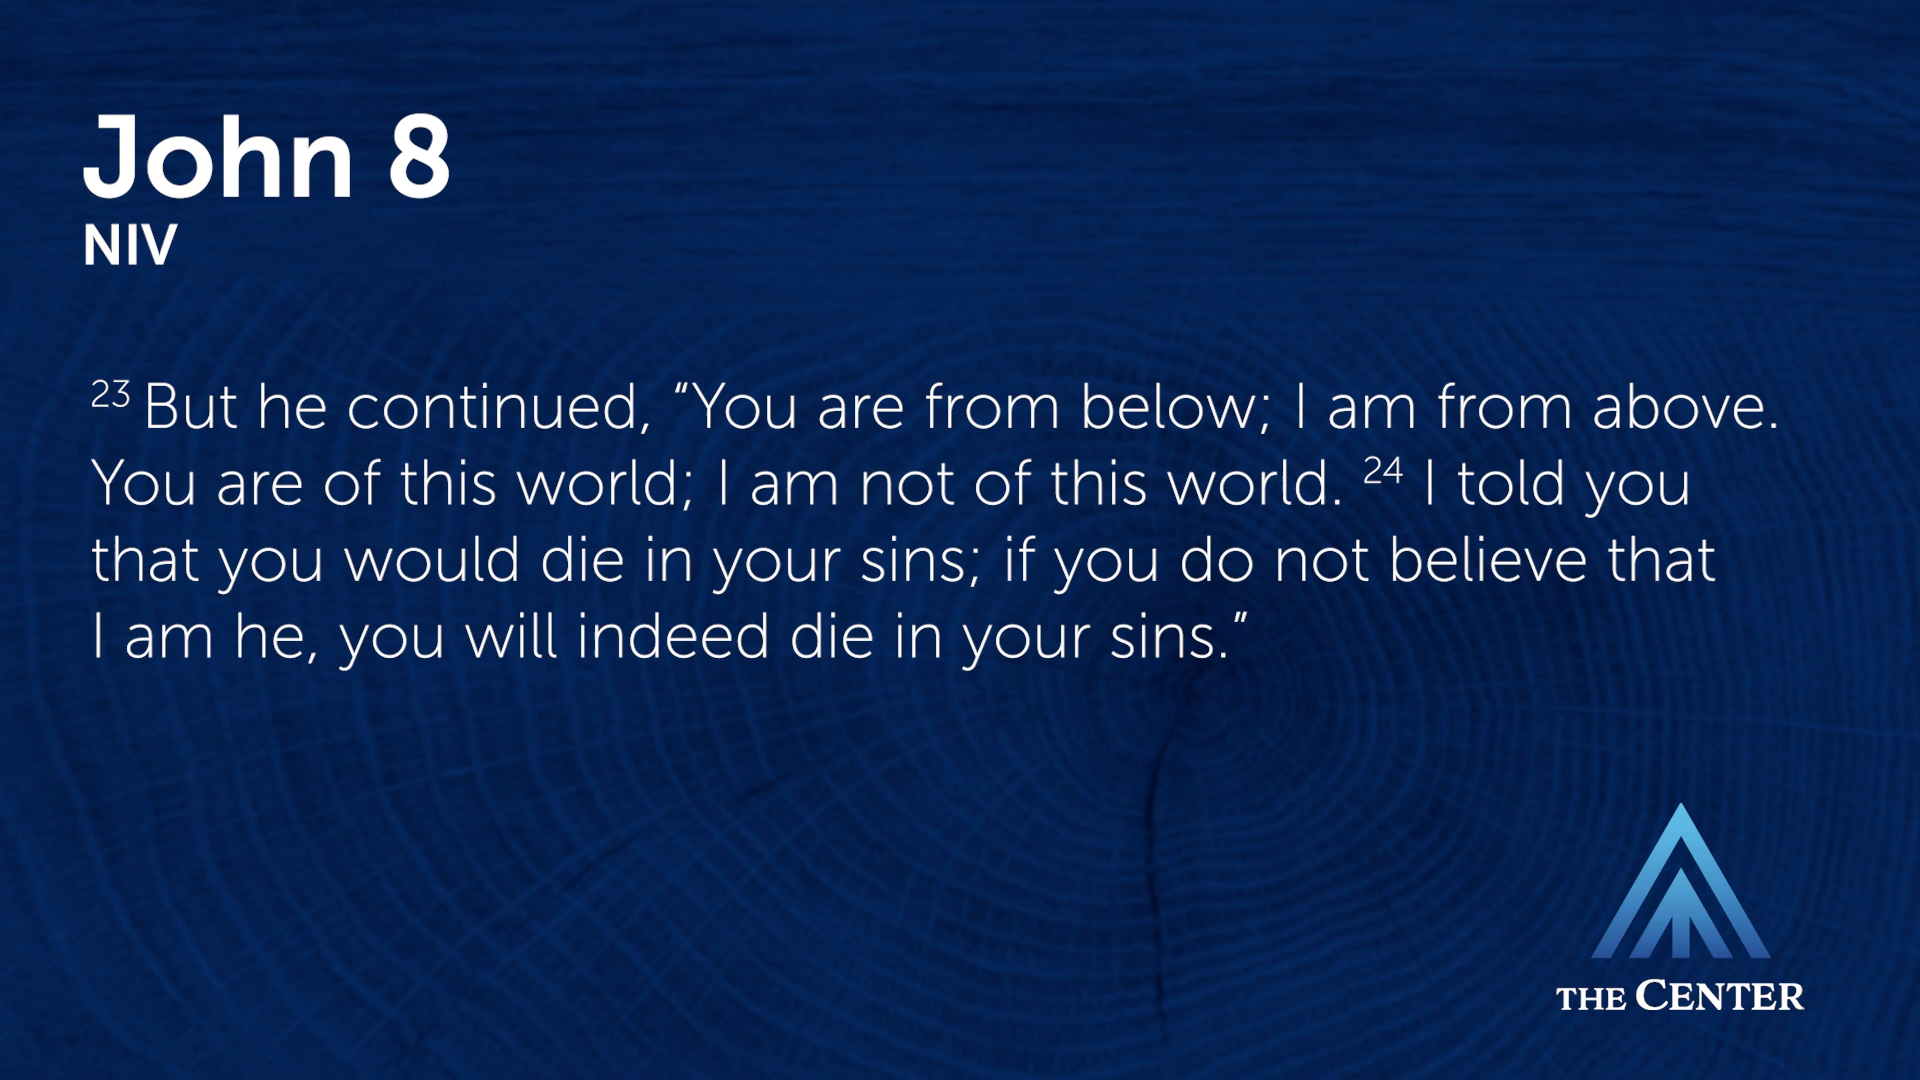 John 8
NIV
23 But he continued, “You are from below; I am from above.
You are of this world; I am not of this world. 24 I told you
that you would die in your sins; if you do not believe that
I am he, you will indeed die in your sins.”
THE CENTER